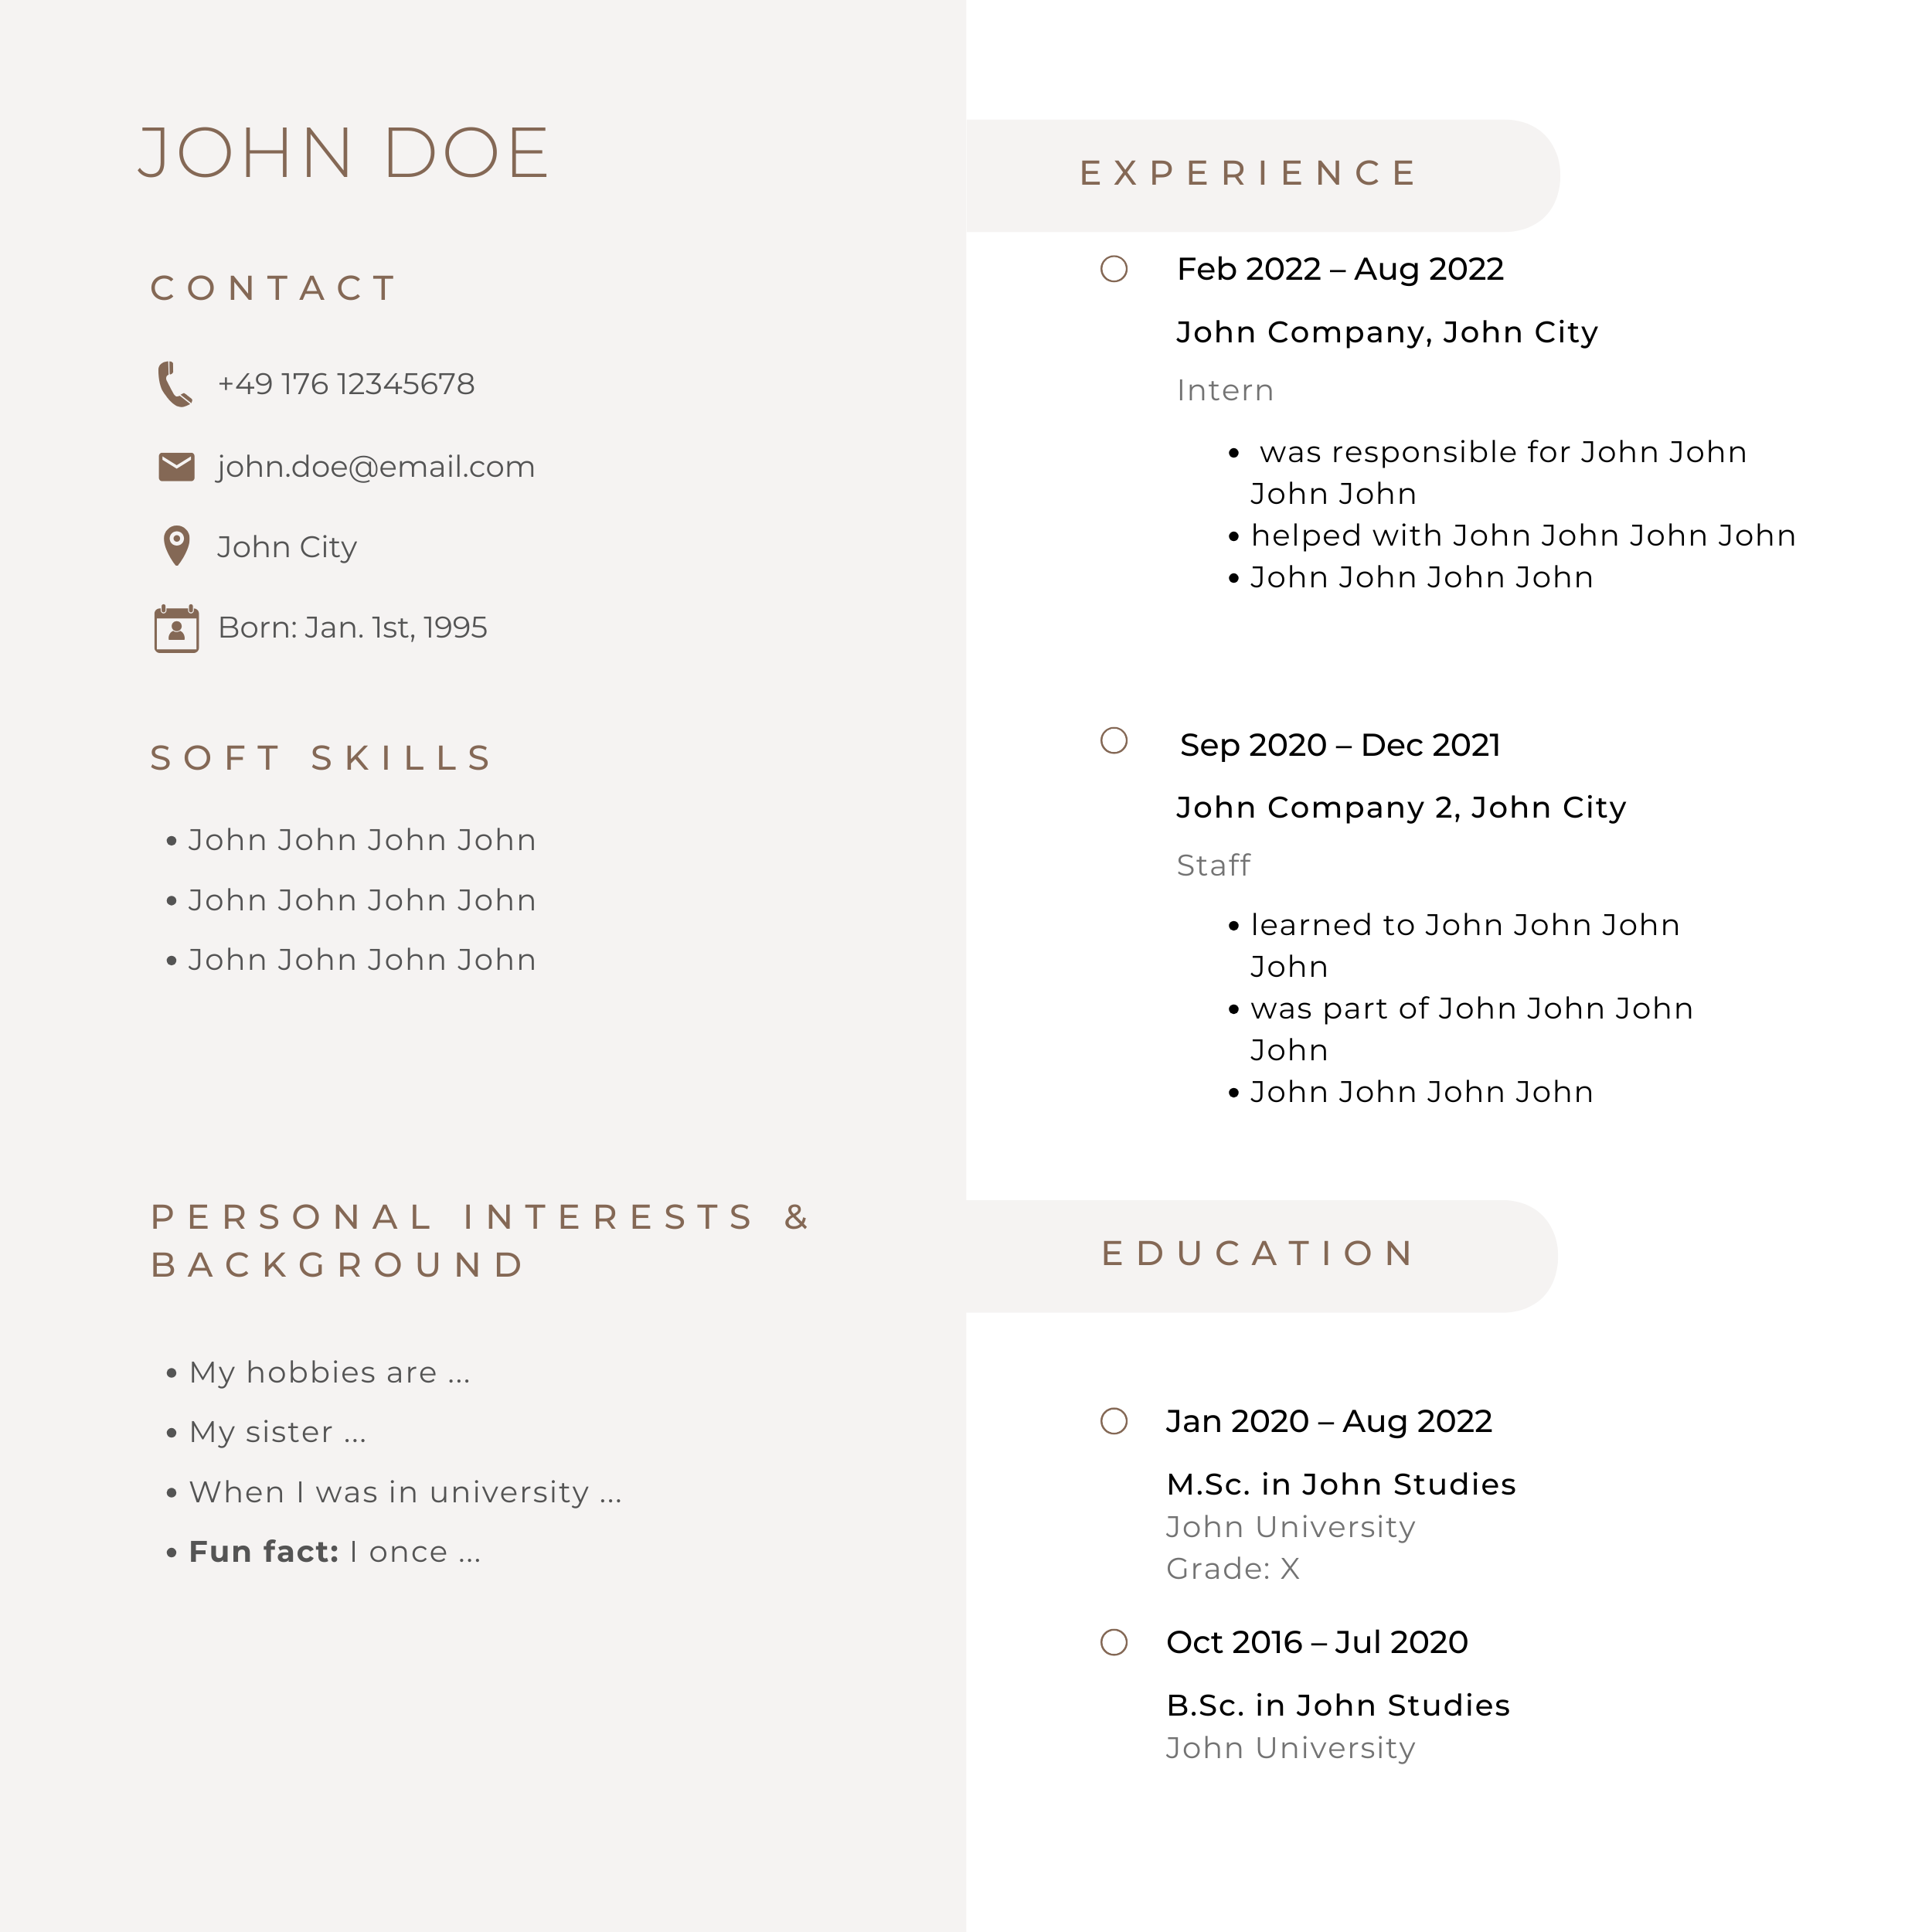 JOHN DOE
CONTACT
+49 176 12345678
john.doe@email.com
John City
Born: Jan. 1st, 1995
SOFT SKILLS
• John John John John
• John John John John
• John John John John
PERSONAL INTERESTS &
BACKGROUND
• My hobbies are ...
• My sister ...
• When I was in university ...
• Fun fact: I once ...
EXPERIENCE
Feb 2022 – Aug 2022
John Company, John City
Intern
• was responsible for John John
John John
• helped with John John John John
• John John John John
Sep 2020 – Dec 2021
John Company 2, John City
Staff
• learned to John John John
John
• was part of John John John
John
• John John John John
EDUCATION
Jan 2020 – Aug 2022
M.Sc. in John Studies
John University
Grade: X
Oct 2016 – Jul 2020
B.Sc. in John Studies
John University